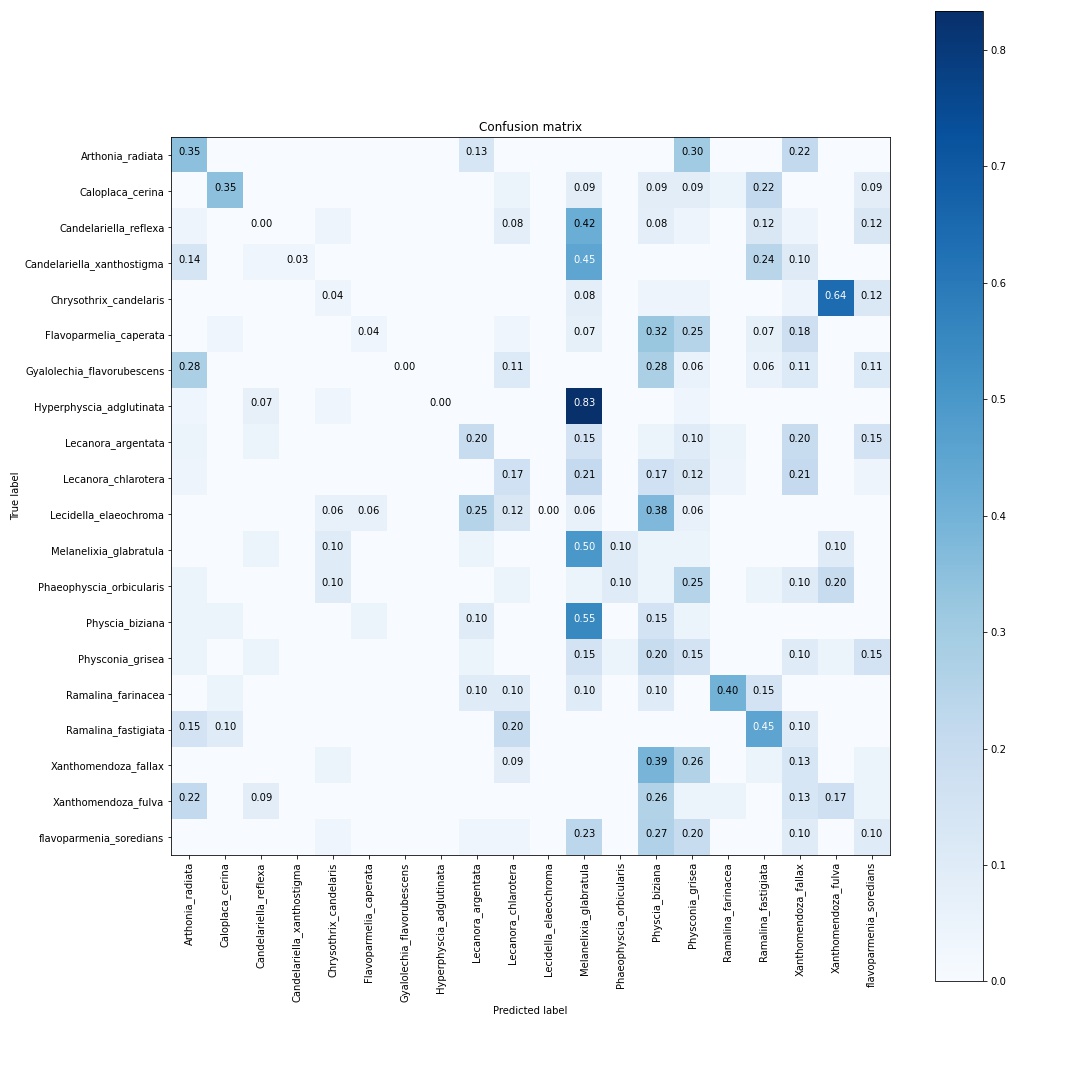 Confusion matrix
True label
Arthonia_radiata 0.35 0.13 0.30 0.22
Caloplaca_cerina 0.35 0.09 0.09 0.09 0.22 0.09
Candelariella_reflexa 0.00 0.08 0.42 0.08 0.12 0.12
Candelariella_xanthostigma 0.14 0.03 0.45 0.24 0.10
Chrysothrix_candelaris 0.04 0.08 0.64 0.12
Flavoparmelia_caperata 0.04 0.07 0.32 0.25 0.07 0.18
Gyalolechia_flavorubescens 0.28 0.00 0.11 0.28 0.06 0.06 0.11 0.11
Hyperphyscia_adglutinata 0.07 0.00 0.83
Lecanora_argentata 0.20 0.15 0.10 0.20 0.15
Lecanora_chlarotera 0.17 0.21 0.17 0.12 0.21
Lecidella_elaeochroma 0.06 0.06 0.25 0.12 0.00 0.06 0.38 0.06
Melanelixia_glabratula 0.10 0.50 0.10 0.10
Phaeophyscia_orbicularis 0.10 0.10 0.25 0.10 0.20
Physcia_biziana 0.10 0.55 0.15
Physconia_grisea 0.15 0.20 0.15 0.10 0.15
Ramalina_farinacea 0.10 0.10 0.10 0.10 0.40 0.15
Ramalina_fastigiata 0.15 0.10 0.20 0.45 0.10
Xanthomendoza_fallax 0.09 0.39 0.26 0.13
Xanthomendoza_fulva 0.22 0.09 0.26 0.13 0.17
flavoparmenia_soredians 0.23 0.27 0.20 0.10 0.10
Arthonia_radiata
Caloplaca_cerina
Candelariella_reflexa
Candelariella_xanthostigma
Chrysothrix_candelaris
Flavoparmelia_caperata
Gyalolechia_flavorubescens
Hyperphyscia_adglutinata
Lecanora_argentata
Lecanora_chlarotera
Lecidella_elaeochroma
Melanelixia_glabratula
Phaeophyscia_orbicularis
Physcia_biziana
Physconia_grisea
Ramalina_farinacea
Ramalina_fastigiata
Xanthomendoza_fallax
Xanthomendoza_fulva
flavoparmenia_soredians
Predicted label
0.8
0.7
0.6
0.5
0.4
0.3
0.2
0.1
0.0